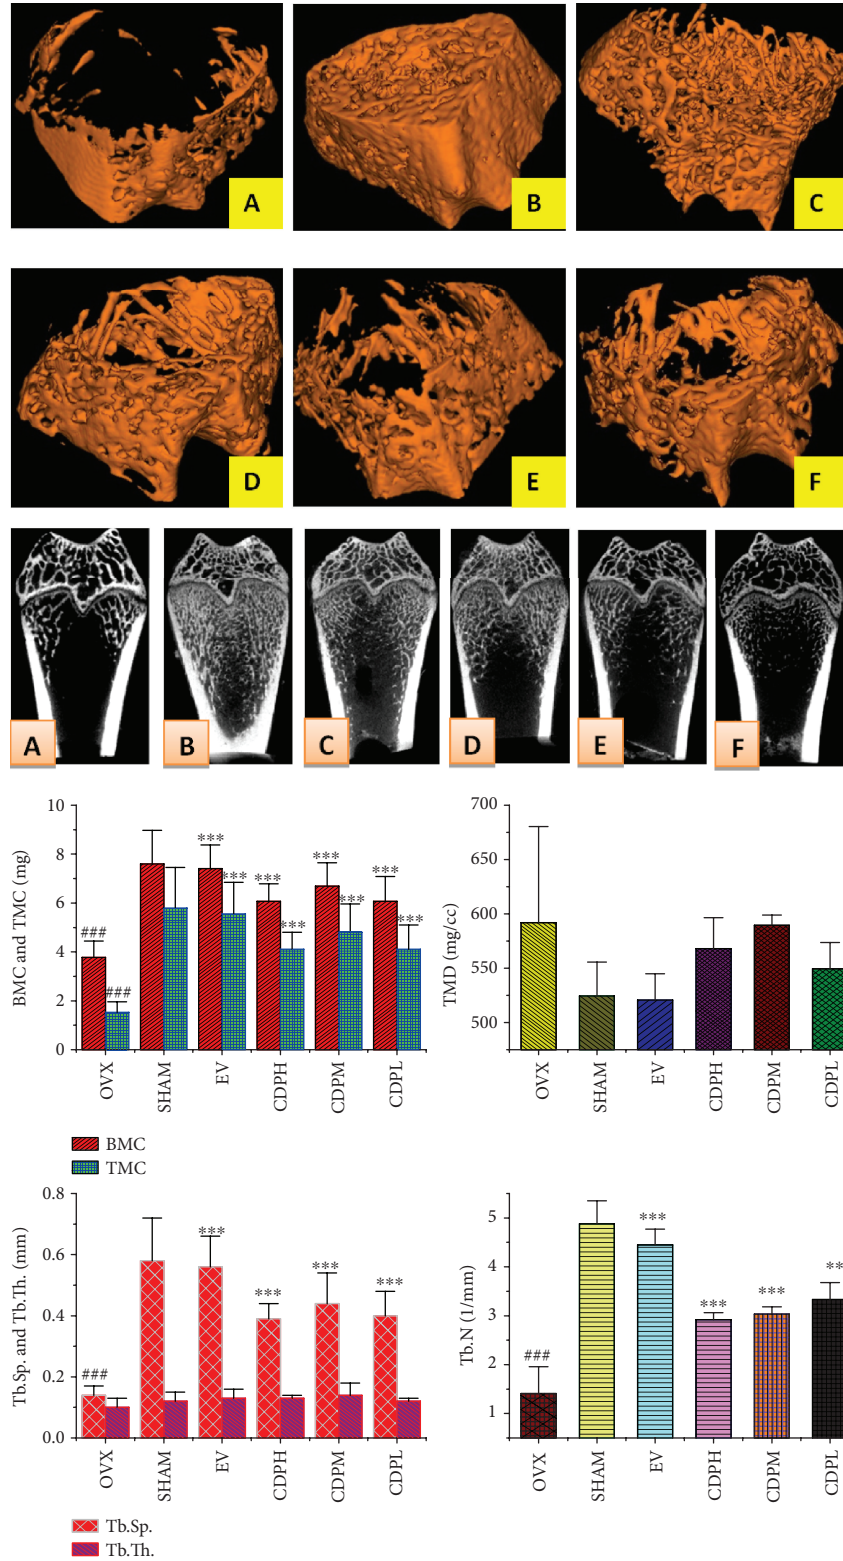 A
B
C
D
E
F
A
B
C
D
E
F
BMC and TMC (mg)
10
8
6
4
2
0
###
###
***
***
***
***
***
***
***
***
OVX
SHAM
EV
CDPH
CDPM
CDPL
BMC
TMC
TMD (mg/cc)
700
650
600
550
500
OVX
SHAM
EV
CDPH
CDPM
CDPL
Tb.Sp. and Tb.Th. (mm)
0.8
0.6
0.4
0.2
0.0
###
***
***
***
***
OVX
SHAM
EV
CDPH
CDPM
CDPL
Tb.Sp.
Tb.Th.
Tb.N (1/mm)
5
4
3
2
1
###
***
***
***
**
OVX
SHAM
EV
CDPH
CDPM
CDPL